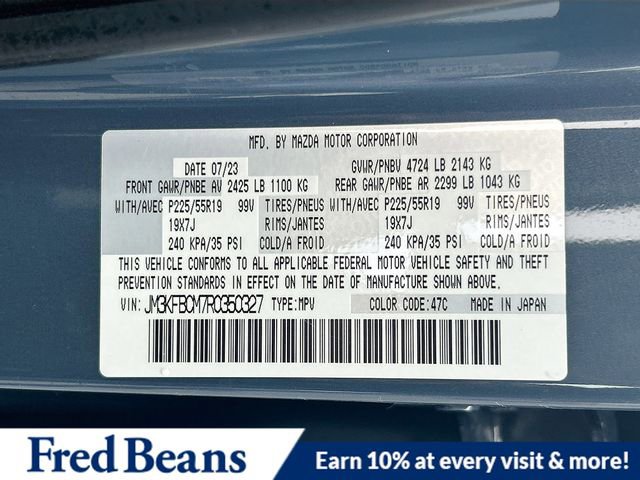 MFD. BY MAZDA MOTOR CORPORATION
DATE 07/23 GVWR/PNBV 4724 LB 2143 KG
FRONT GAWR/PNBE AV 2425 LB 1100 KG REAR GAWR/PNBE AR 2299 LB 1043 KG
WITH/AVEC P225/55R19 99V TIRES/PNEUS WITH/AVEC P225/55R19 99V TIRES/PNEUS
19X7J RIMS/JANTES 19X7J RIMS/JANTES
240 KPA/35 PSI COLD/A FROID 240 KPA/35 PSI COLD/A FROID
THIS VEHICLE CONFORMS TO ALL APPLICABLE FEDERAL MOTOR VEHICLE SAFETY AND THEFT
PREVENTION STANDARDS IN EFFECT ON THE DATE OF MANUFACTURE SHOWN ABOVE.
VIN: JM3KFBCM7R0350327 TYPE:MPV COLOR CODE:47C MADE IN JAPAN
Fred Beans
Earn 10% at every visit & more!